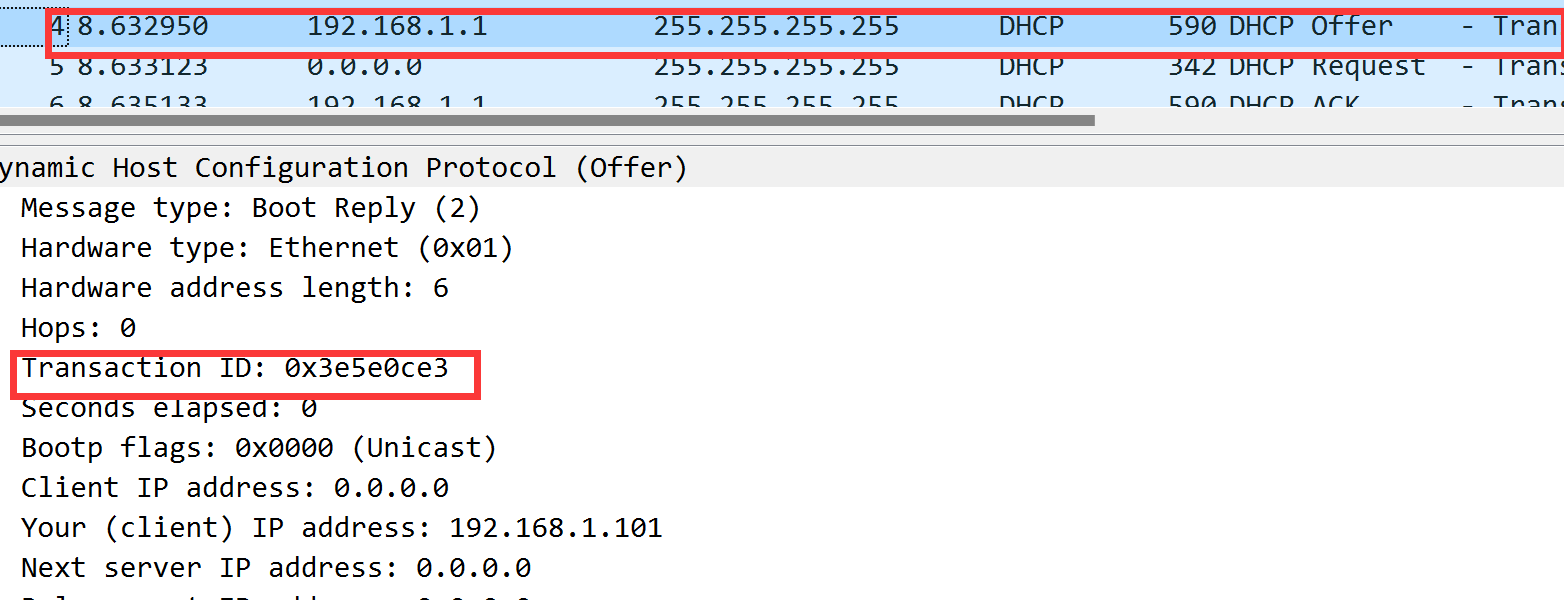 4 8.632950 192.168.1.1 255.255.255.255 DHCP 590 DHCP Offer - Tran
5 8.633123 0.0.0.0 255.255.255.255 DHCP 342 DHCP Request - Trans
6 8.635133 192.168.1.1 255.255.255.255 DHCP 590 DHCP ACK - Trans
ynamic Host Configuration Protocol (Offer)
Message type: Boot Reply (2)
Hardware type: Ethernet (0x01)
Hardware address length: 6
Hops: 0
Transaction ID: 0x3e5e0ce3
Seconds elapsed: 0
Bootp flags: 0x0000 (Unicast)
Client IP address: 0.0.0.0
Your (client) IP address: 192.168.1.101
Next server IP address: 0.0.0.0